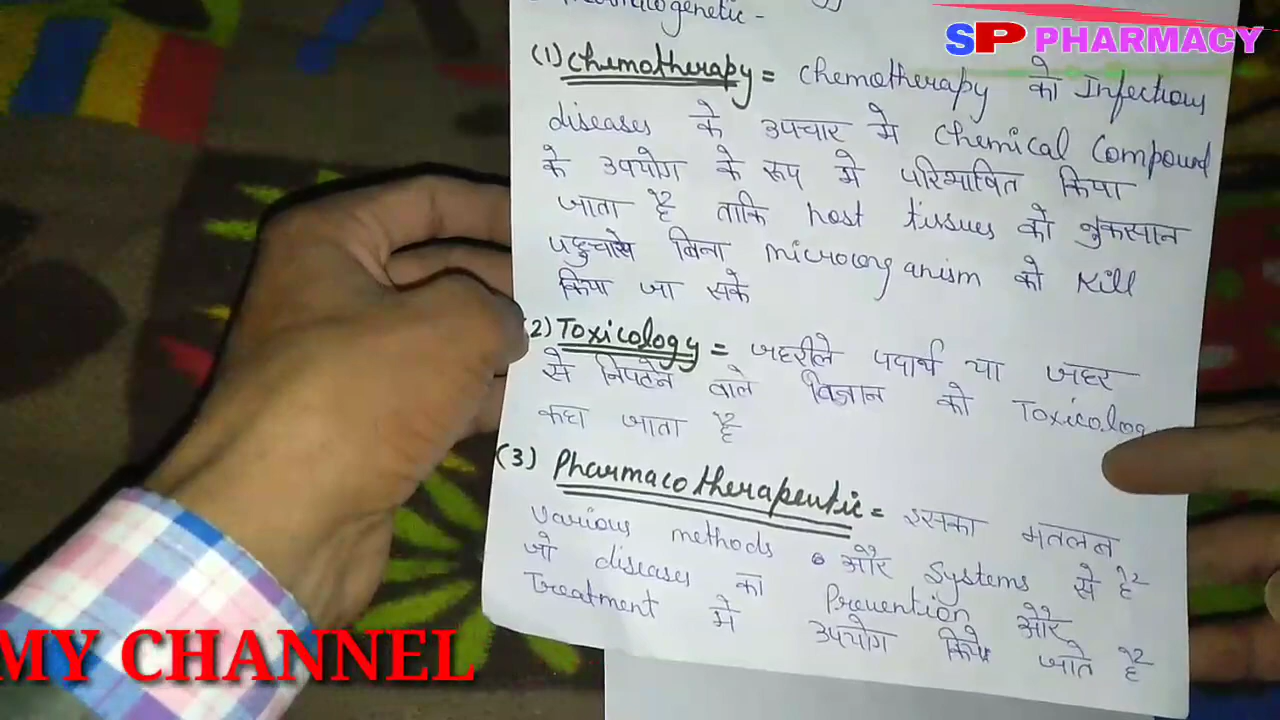 SP PHARMACY
(1) Chemotherapy = Chemotherapy को Infectious
diseases के उपचार मे Chemical Compound
के उपयोग के रूप मे परिभाषित किया
जाता है ताकि host tissues को नुकसान
पहुचाये बिना microorganism को Kill
किया जा सके
2) Toxicology = जहरीले पदार्थ या जहर
से निपटने वाले विज्ञान को Toxicolog
कहा जाता है
(3) Pharmacotherapeutic = इसका मतलब
Various methods और Systems से है
जो diseases का Prevention और
Treatment मे उपयोग किये जाते है
MY CHANNEL